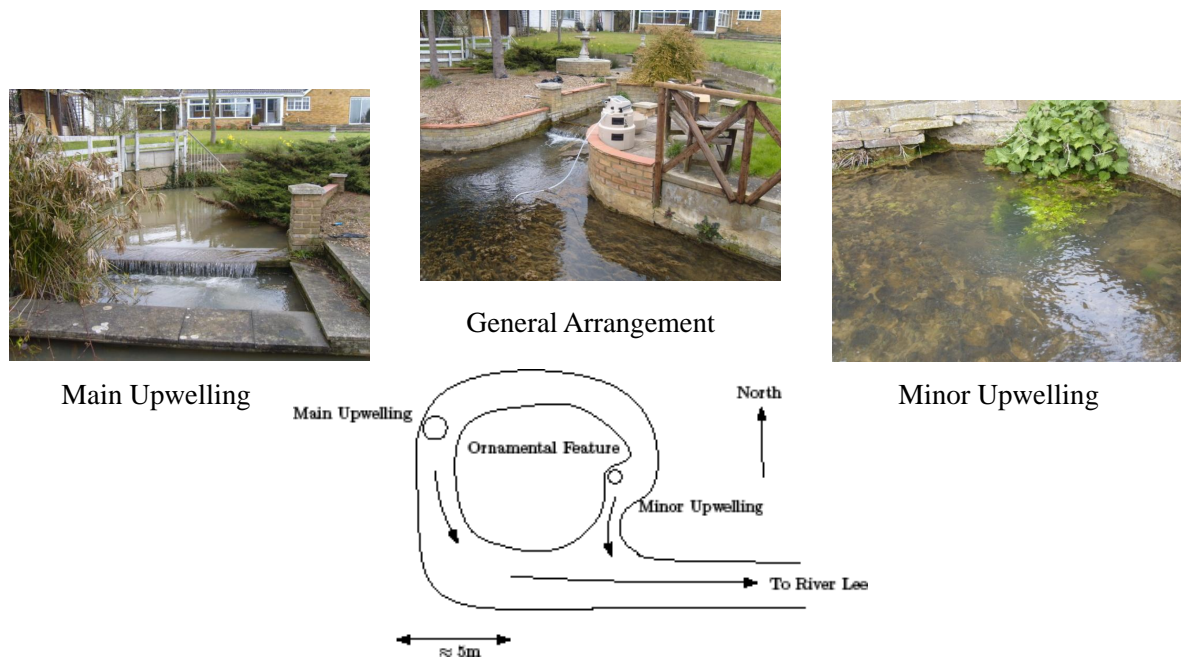 General Arrangement
Main Upwelling
Minor Upwelling
Main Upwelling
North
Ornamental Feature
Minor Upwelling
To River Lee
≈ 5m